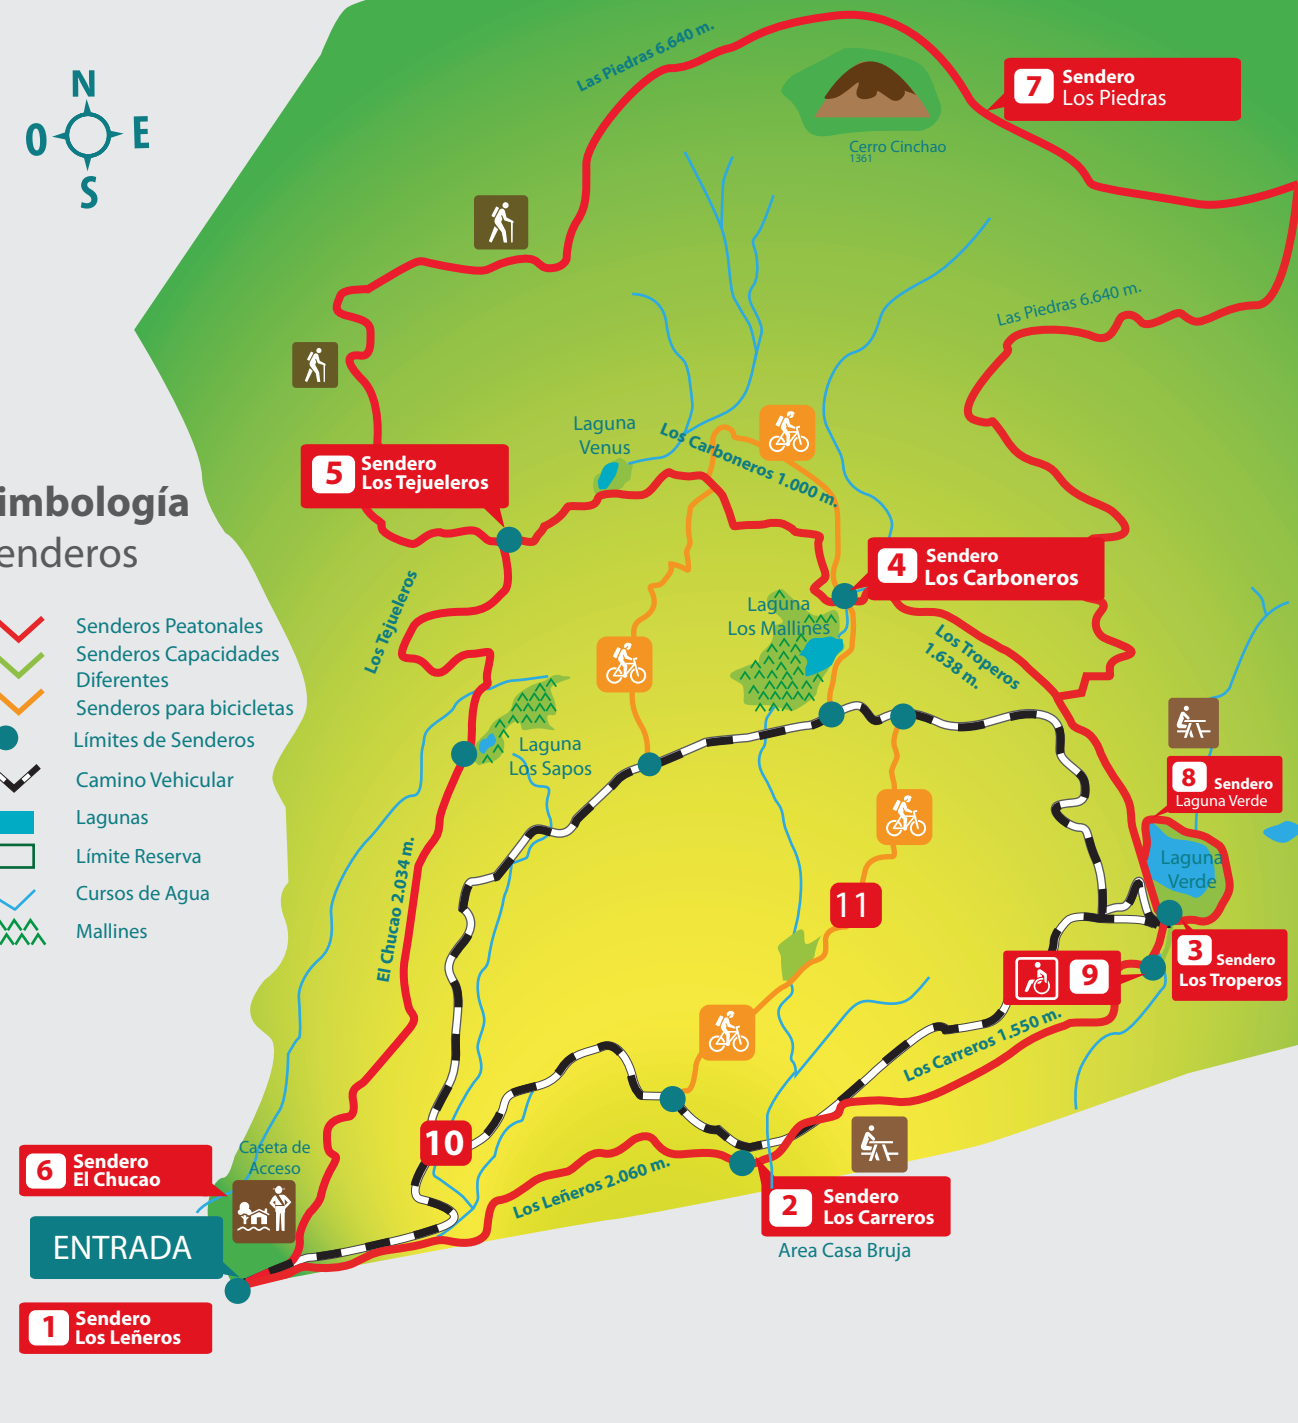 N
O
E
S
Las Piedras 6.640 m.
7
Sendero
Los Piedras
Cerro Cinchao
1361
Las Piedras 6.640 m.
Laguna
Venus
Los Carboneros 1.000 m.
5
Sendero
Los Tejueleros
imbología
enderos
4
Sendero
Los Carboneros
Los Tejueleros
Laguna
Los Mallines
Los Troperos
1.638 m.
Senderos Peatonales
Senderos Capacidades
Diferentes
Senderos para bicicletas
Límites de Senderos
Camino Vehicular
Lagunas
Límite Reserva
Cursos de Agua
Mallines
Laguna
Los Sapos
8
Sendero
Laguna Verde
Laguna
Verde
El Chucao 2.034 m.
11
3
Sendero
Los Troperos
9
Los Carreros 1.550 m.
10
Caseta de
Acceso
6
Sendero
El Chucao
Los Leñeros 2.060 m.
2
Sendero
Los Carreros
Area Casa Bruja
ENTRADA
1
Sendero
Los Leñeros